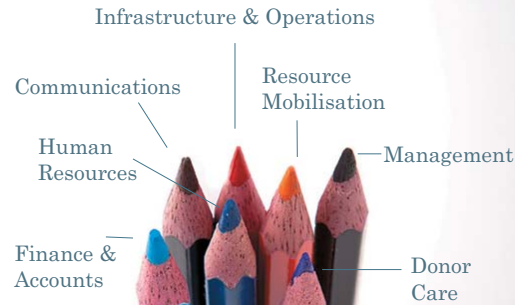 Infrastructure & Operations
Communications
Resource
Mobilisation
Human
Resources
Management
Finance &
Accounts
Donor
Care